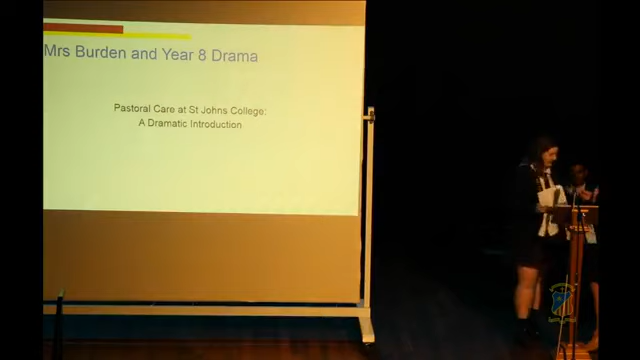 Mrs Burden and Year 8 Drama
Pastoral Care at St Johns College:
A Dramatic Introduction